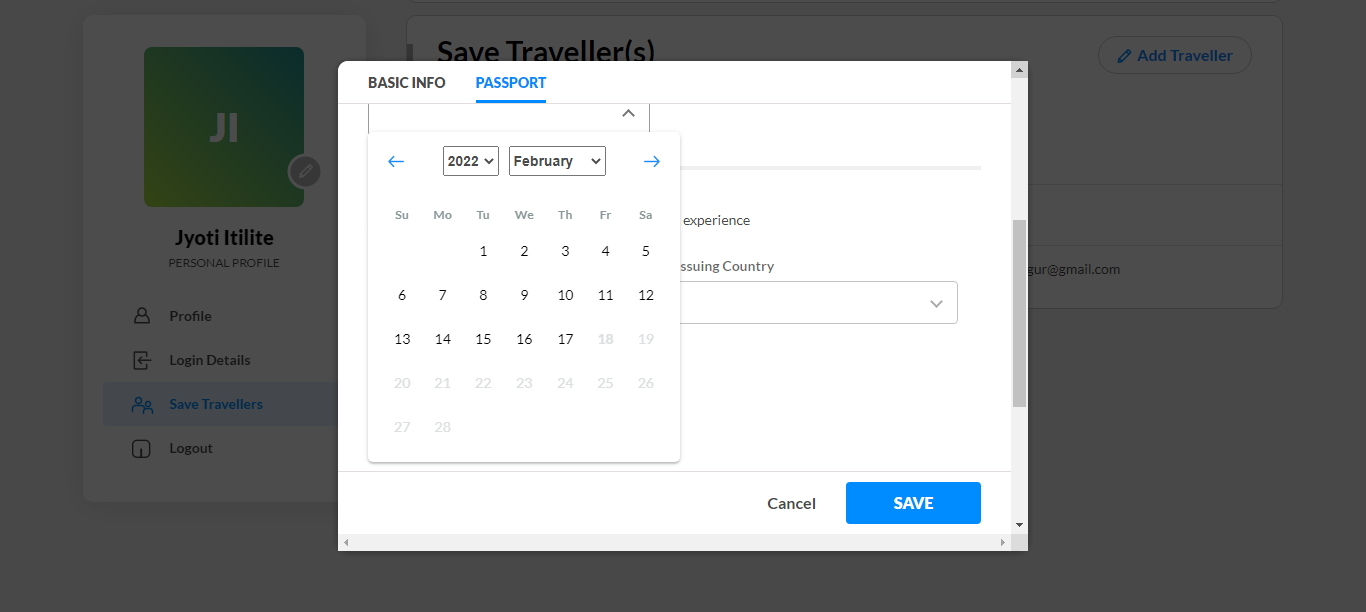 JI
Jyoti Itilite
PERSONAL PROFILE
Profile
Login Details
Save Travellers
Logout
Save Traveller(s)
Add Traveller
gur@gmail.com
BASIC INFO PASSPORT
2022 February
Su Mo Tu We Th Fr Sa
1 2 3 4 5
6 7 8 9 10 11 12
13 14 15 16 17 18 19
20 21 22 23 24 25 26
27 28
experience
ssuing Country
Cancel SAVE